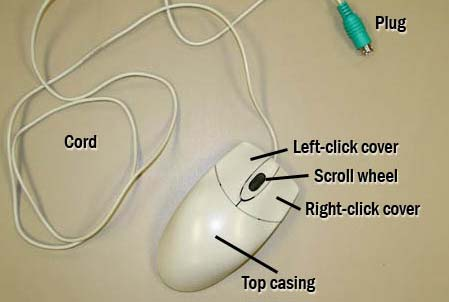 Plug
Cord
Left-click cover
Scroll wheel
Right-click cover
Top casing